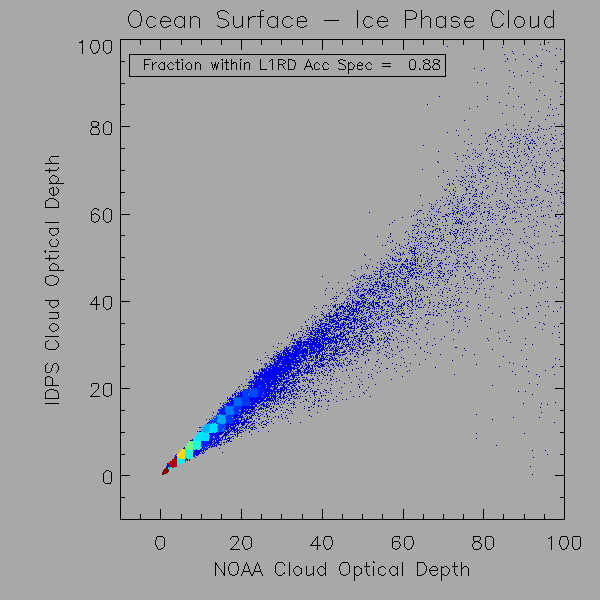 Ocean Surface – Ice Phase Cloud
Fraction within L1RD Acc Spec = 0.88
100
80
60
40
20
0
IDPS Cloud Optical Depth
0 20 40 60 80 100
NOAA Cloud Optical Depth